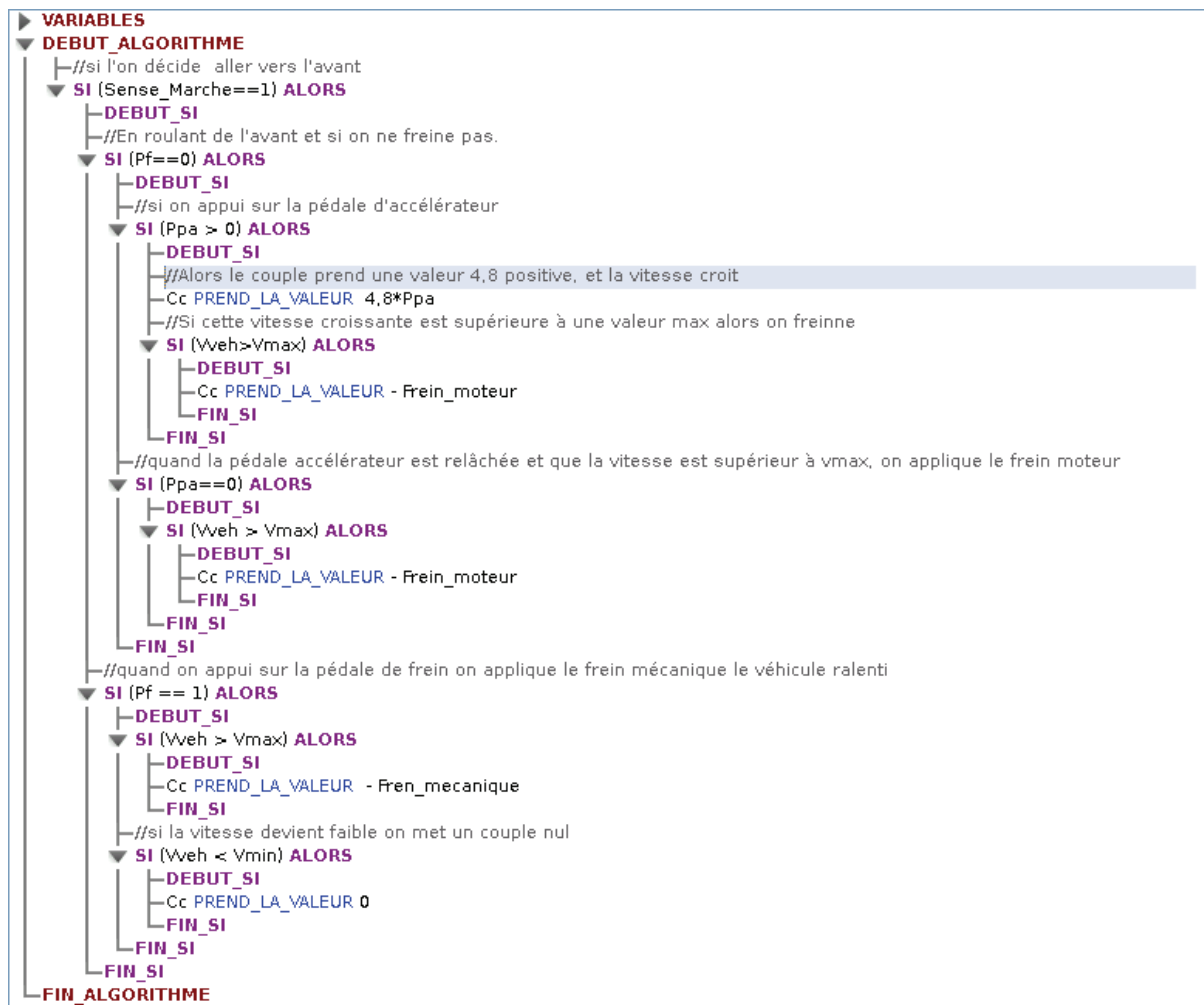 VARIABLES
DEBUT_ALGORITHME
//si l'on décide  aller vers l'avant
SI (Sense_Marche==1) ALORS
DEBUT_SI
//En roulant de l'avant et si on ne freine pas.
SI (Pf==0) ALORS
DEBUT_SI
//si on appui sur la pédale d'accélérateur
SI (Ppa > 0) ALORS
DEBUT_SI
//Alors le couple prend une valeur 4,8 positive, et la vitesse croit
Cc PREND_LA_VALEUR  4,8*Ppa
//Si cette vitesse croissante est supérieure à une valeur max alors on freinne
SI (Vveh>Vmax) ALORS
DEBUT_SI
Cc PREND_LA_VALEUR - Frein_moteur
FIN_SI
FIN_SI
//quand la pédale accélérateur est relâchée et que la vitesse est supérieur à vmax, on applique le frein moteur
SI (Ppa==0) ALORS
DEBUT_SI
SI (Vveh > Vmax) ALORS
DEBUT_SI
Cc PREND_LA_VALEUR - Frein_moteur
FIN_SI
FIN_SI
FIN_SI
//quand on appui sur la pédale de frein on applique le frein mécanique le véhicule ralenti
SI (Pf == 1) ALORS
DEBUT_SI
SI (Vveh > Vmax) ALORS
DEBUT_SI
Cc PREND_LA_VALEUR  - Fren_mecanique
FIN_SI
//si la vitesse devient faible on met un couple nul
SI (Vveh < Vmin) ALORS
DEBUT_SI
Cc PREND_LA_VALEUR 0
FIN_SI
FIN_SI
FIN_SI
FIN_ALGORITHME